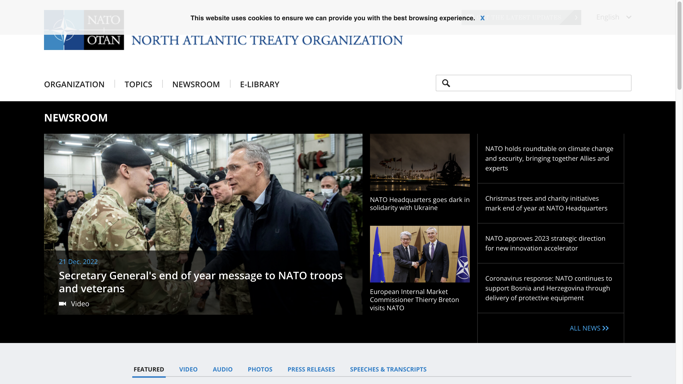 This website uses cookies to ensure we can provide you with the best browsing experience. X
English
NATO
OTAN
NORTH ATLANTIC TREATY ORGANIZATION
ORGANIZATION
TOPICS
NEWSROOM
E-LIBRARY
NEWSROOM
21 Dec. 2022
Secretary General's end of year message to NATO troops
and veterans
Video
NATO Headquarters goes dark in
solidarity with Ukraine
European Internal Market
Commissioner Thierry Breton
visits NATO
NATO holds roundtable on climate change
and security, bringing together Allies and
experts
Christmas trees and charity initiatives
mark end of year at NATO Headquarters
NATO approves 2023 strategic direction
for new innovation accelerator
Coronavirus response: NATO continues to
support Bosnia and Herzegovina through
delivery of protective equipment
ALL NEWS
FEATURED
VIDEO
AUDIO
PHOTOS
PRESS RELEASES
SPEECHES & TRANSCRIPTS